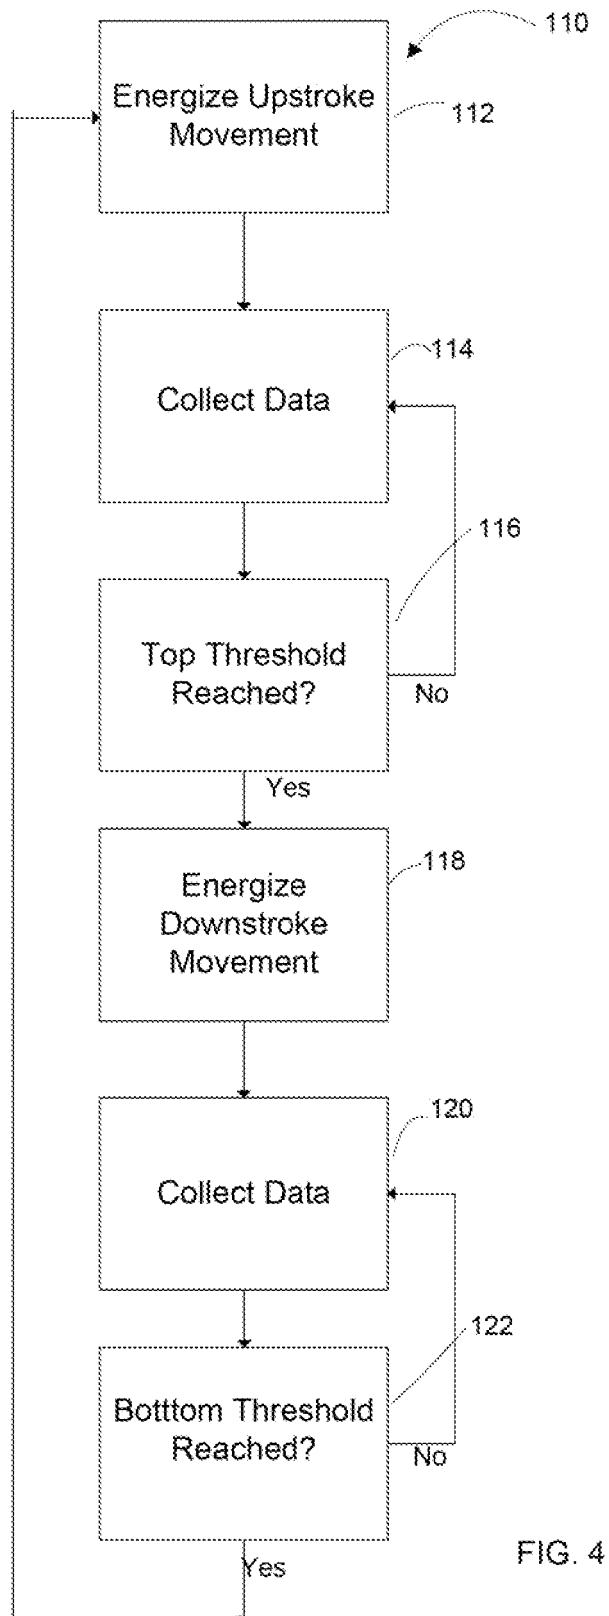 110
Energize Upstroke
Movement
112
114
Collect Data
116
Top Threshold
Reached?
No
Yes
118
Energize
Downstroke
Movement
120
Collect Data
122
Botttom Threshold
Reached?
No
Yes
FIG. 4